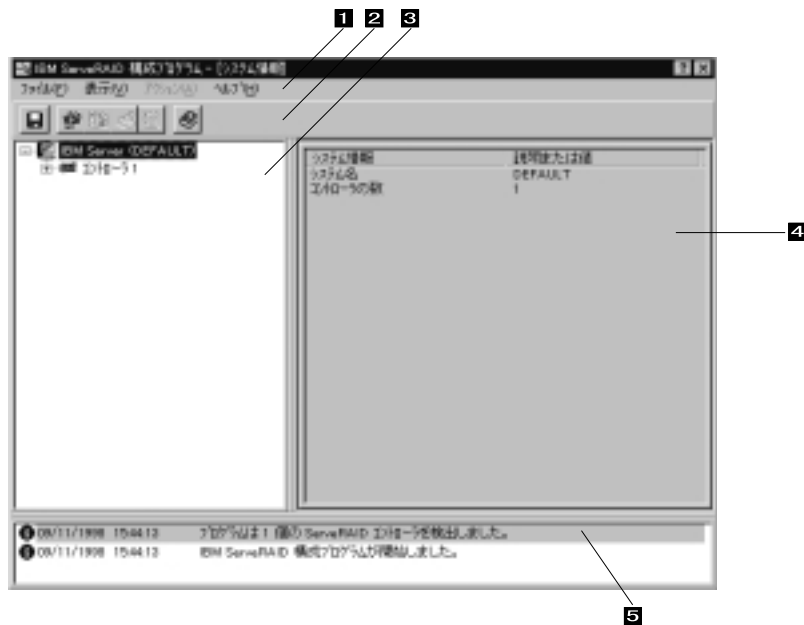 1 2 3
IBM ServeRAID 構成プログラム - [システム情報]
ファイル(F) 表示(V) アクション(A) ヘルプ(H)
IBM Server (DEFAULT)
コントローラ 1
システム情報 説明または値
システム名 DEFAULT
コントローラの数 1
4
09/11/1998 15:44:13 プログラムは 1 個の ServeRAID コントローラを検出しました。
09/11/1998 15:44:13 IBM ServeRAID 構成プログラムが開始しました。
5